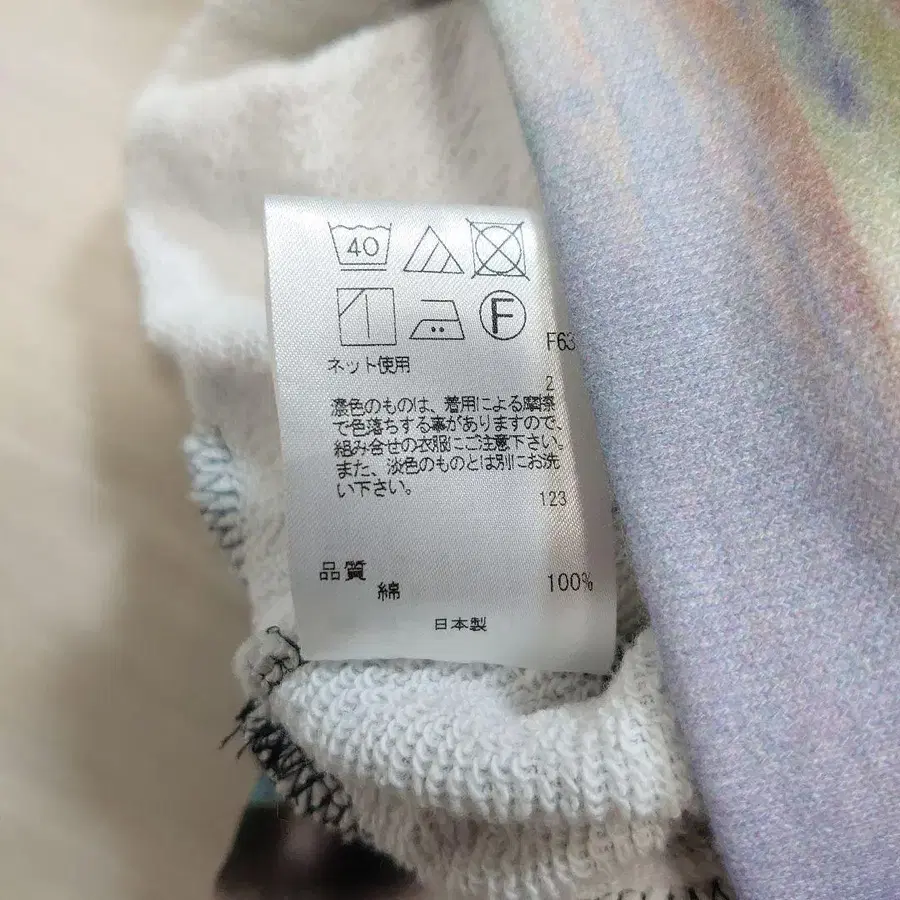 40
F
F63
ネット使用
2
濃色のものは、着用による摩擦
で色落ちする事がありますので、
組み合せの衣服にご注意下さい。
また、淡色のものとは別にお洗
い下さい。
123
品質
綿 100%
日本製